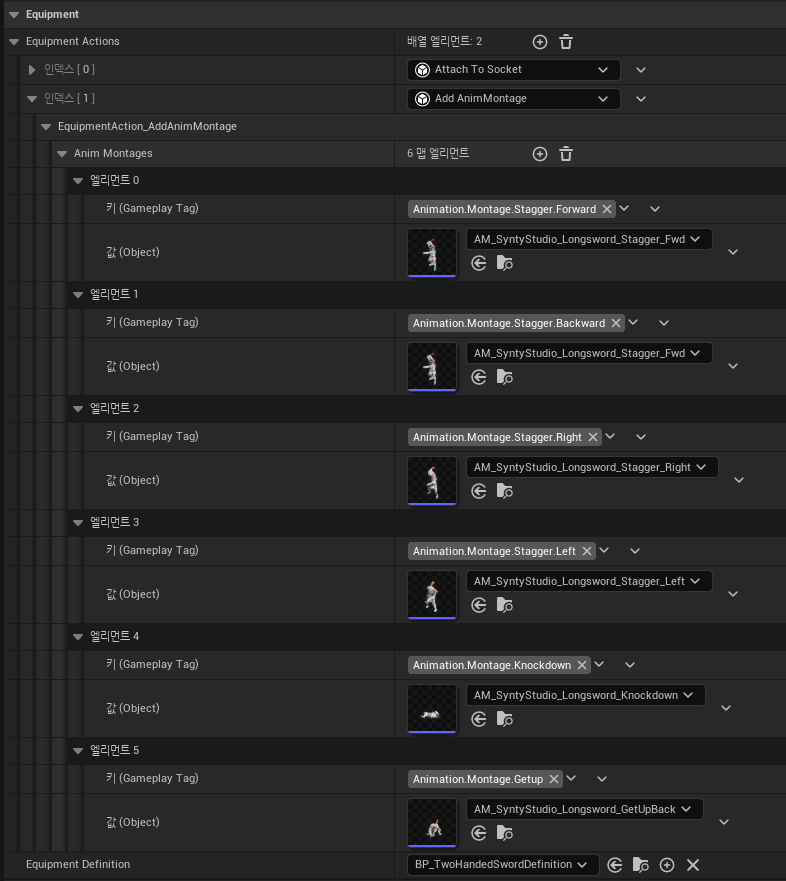 Equipment
Equipment Actions 배열 엘리먼트: 2
인덱스 [ 0 ] Attach To Socket
인덱스 [ 1 ] Add AnimMontage
EquipmentAction_AddAnimMontage
Anim Montages 6 맵 엘리먼트
엘리먼트 0
키 (Gameplay Tag) Animation.Montage.Stagger.Forward
값 (Object) AM_SyntyStudio_Longsword_Stagger_Fwd
엘리먼트 1
키 (Gameplay Tag) Animation.Montage.Stagger.Backward
값 (Object) AM_SyntyStudio_Longsword_Stagger_Fwd
엘리먼트 2
키 (Gameplay Tag) Animation.Montage.Stagger.Right
값 (Object) AM_SyntyStudio_Longsword_Stagger_Right
엘리먼트 3
키 (Gameplay Tag) Animation.Montage.Stagger.Left
값 (Object) AM_SyntyStudio_Longsword_Stagger_Left
엘리먼트 4
키 (Gameplay Tag) Animation.Montage.Knockdown
값 (Object) AM_SyntyStudio_Longsword_Knockdown
엘리먼트 5
키 (Gameplay Tag) Animation.Montage.Getup
값 (Object) AM_SyntyStudio_Longsword_GetUpBack
Equipment Definition BP_TwoHandedSwordDefinition